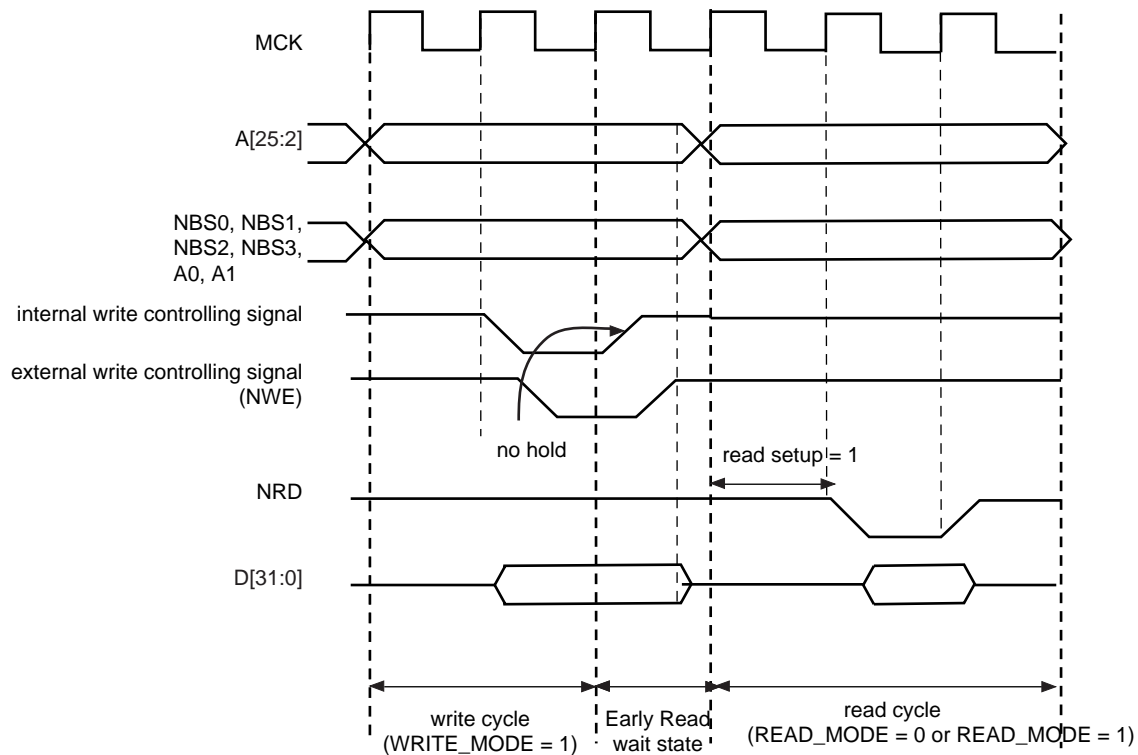 MCK
A[25:2]
NBS0, NBS1,
NBS2, NBS3,
A0, A1
internal write controlling signal
external write controlling signal
(NWE)
no hold
read setup = 1
NRD
D[31:0]
write cycle
(WRITE_MODE = 1)
Early Read
wait state
read cycle
(READ_MODE = 0 or READ_MODE = 1)